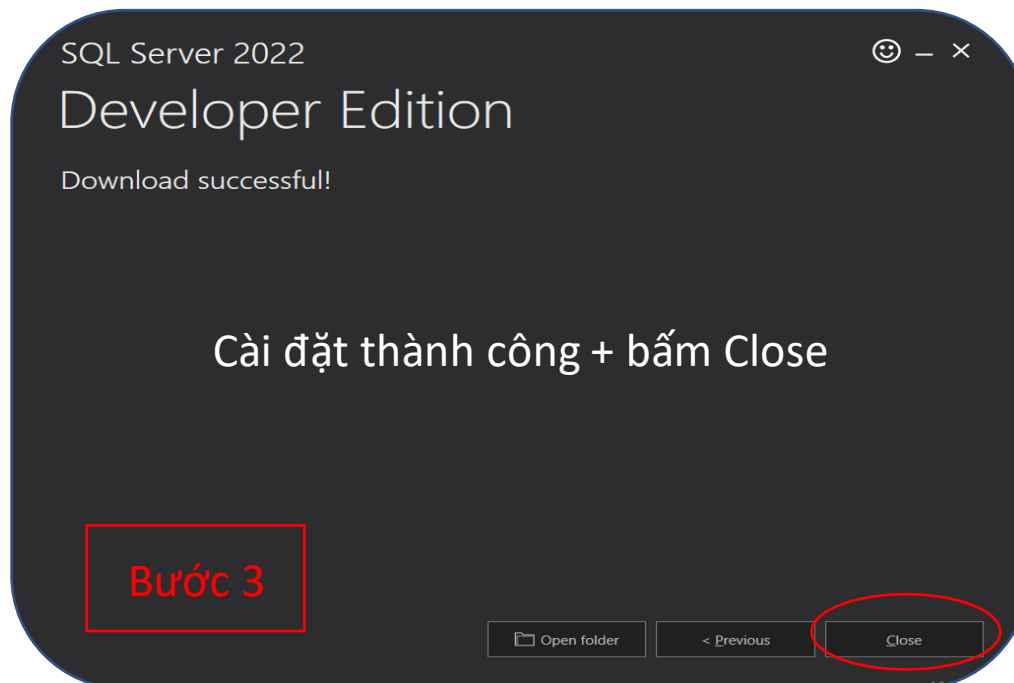 SQL Server 2022
Developer Edition
Download successful!
Cài đặt thành công + bấm Close
Bước 3
Open folder
< Previous
Close